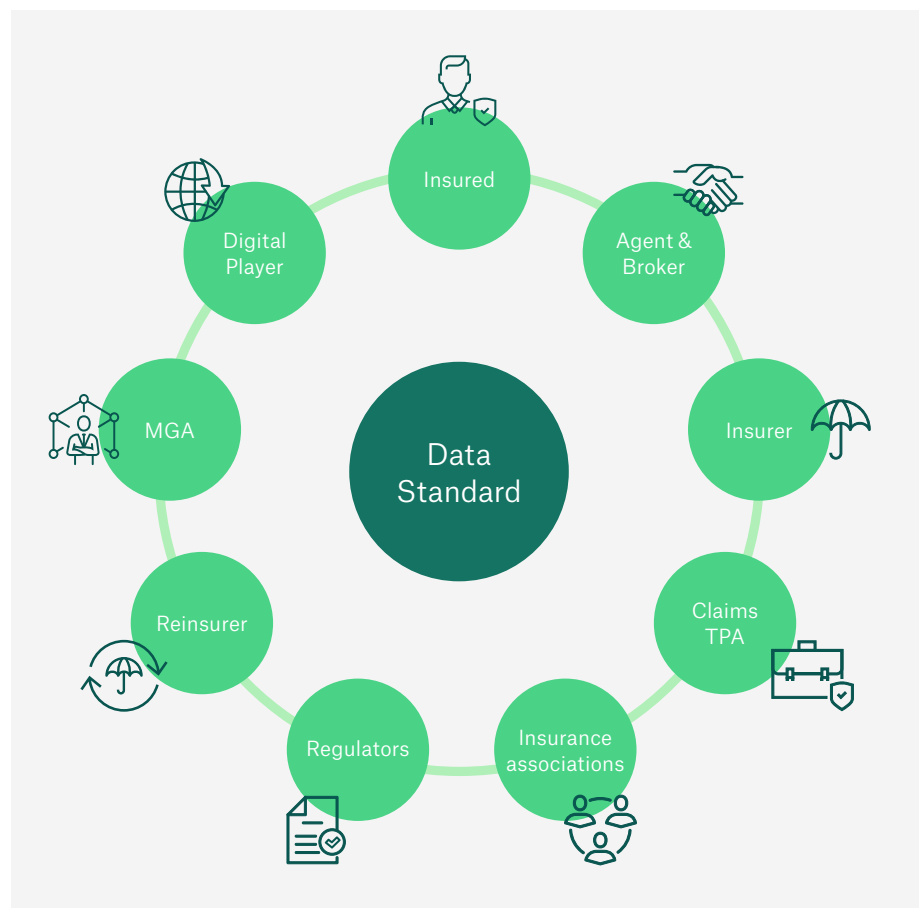 Insured
Agent &
Broker
Insurer
Claims
TPA
Insurance
associations
Regulators
Reinsurer
MGA
Digital
Player
Data
Standard